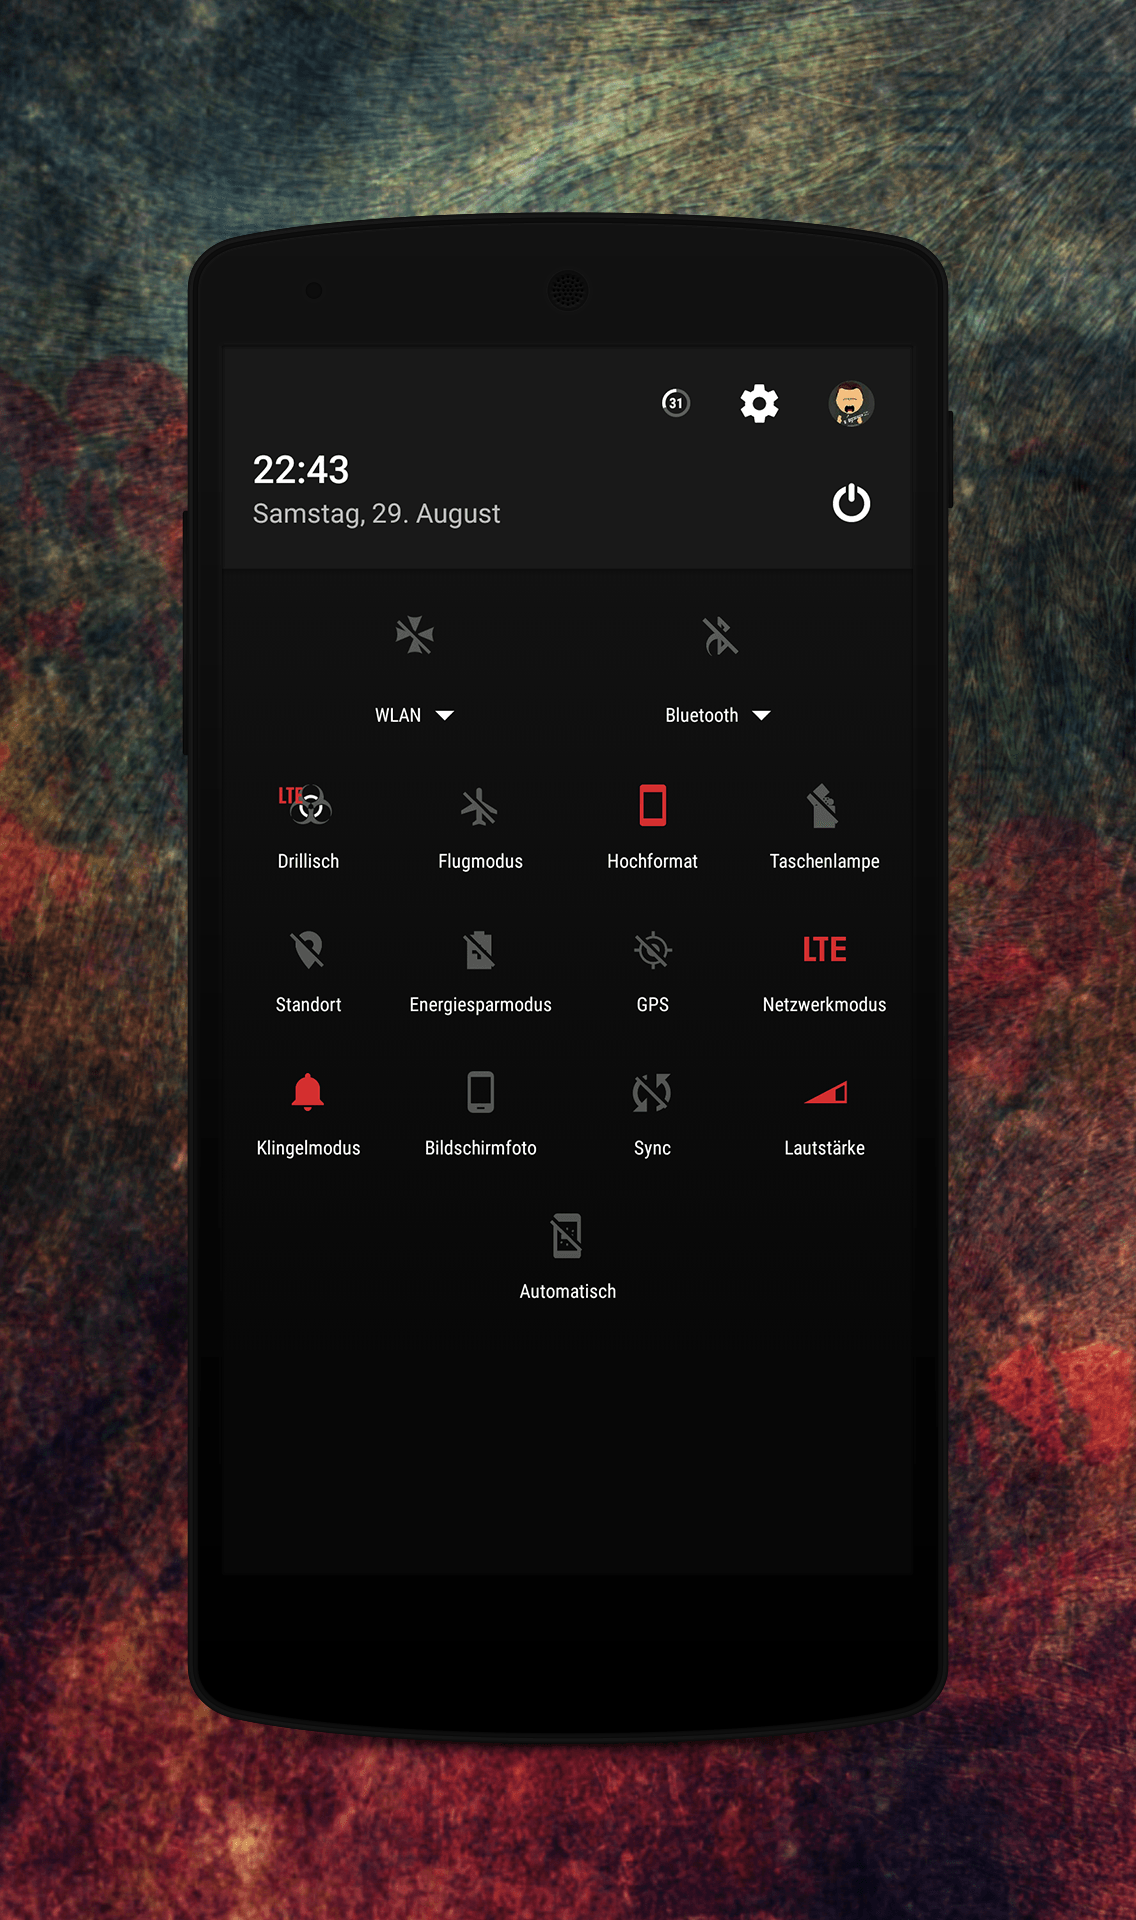 31
22:43
Samstag, 29. August
WLAN
Bluetooth
LTE
Drillisch
Flugmodus
Hochformat
Taschenlampe
LTE
Standort
Energiesparmodus
GPS
Netzwerkmodus
Klingelmodus
Bildschirmfoto
Sync
Lautstärke
Automatisch